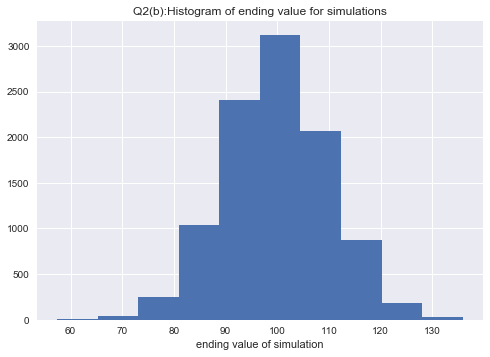 Q2(b):Histogram of ending value for simulations
3000
2500
2000
1500
1000
500
0
60 70 80 90 100 110 120 130
ending value of simulation